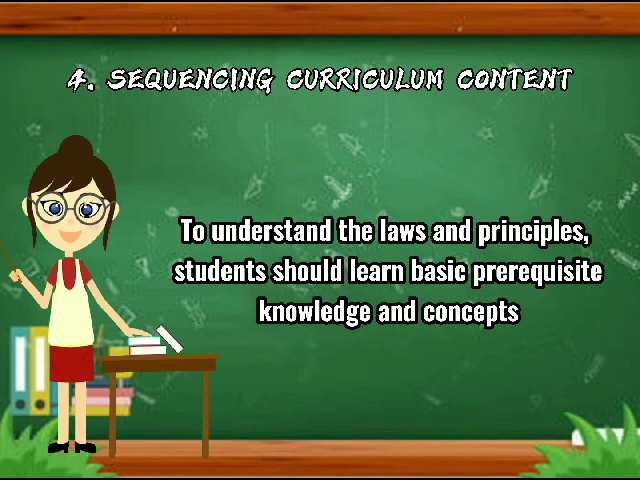 4. SEQUENCING CURRICULUM CONTENT
To understand the laws and principles,
students should learn basic prerequisite
knowledge and concepts